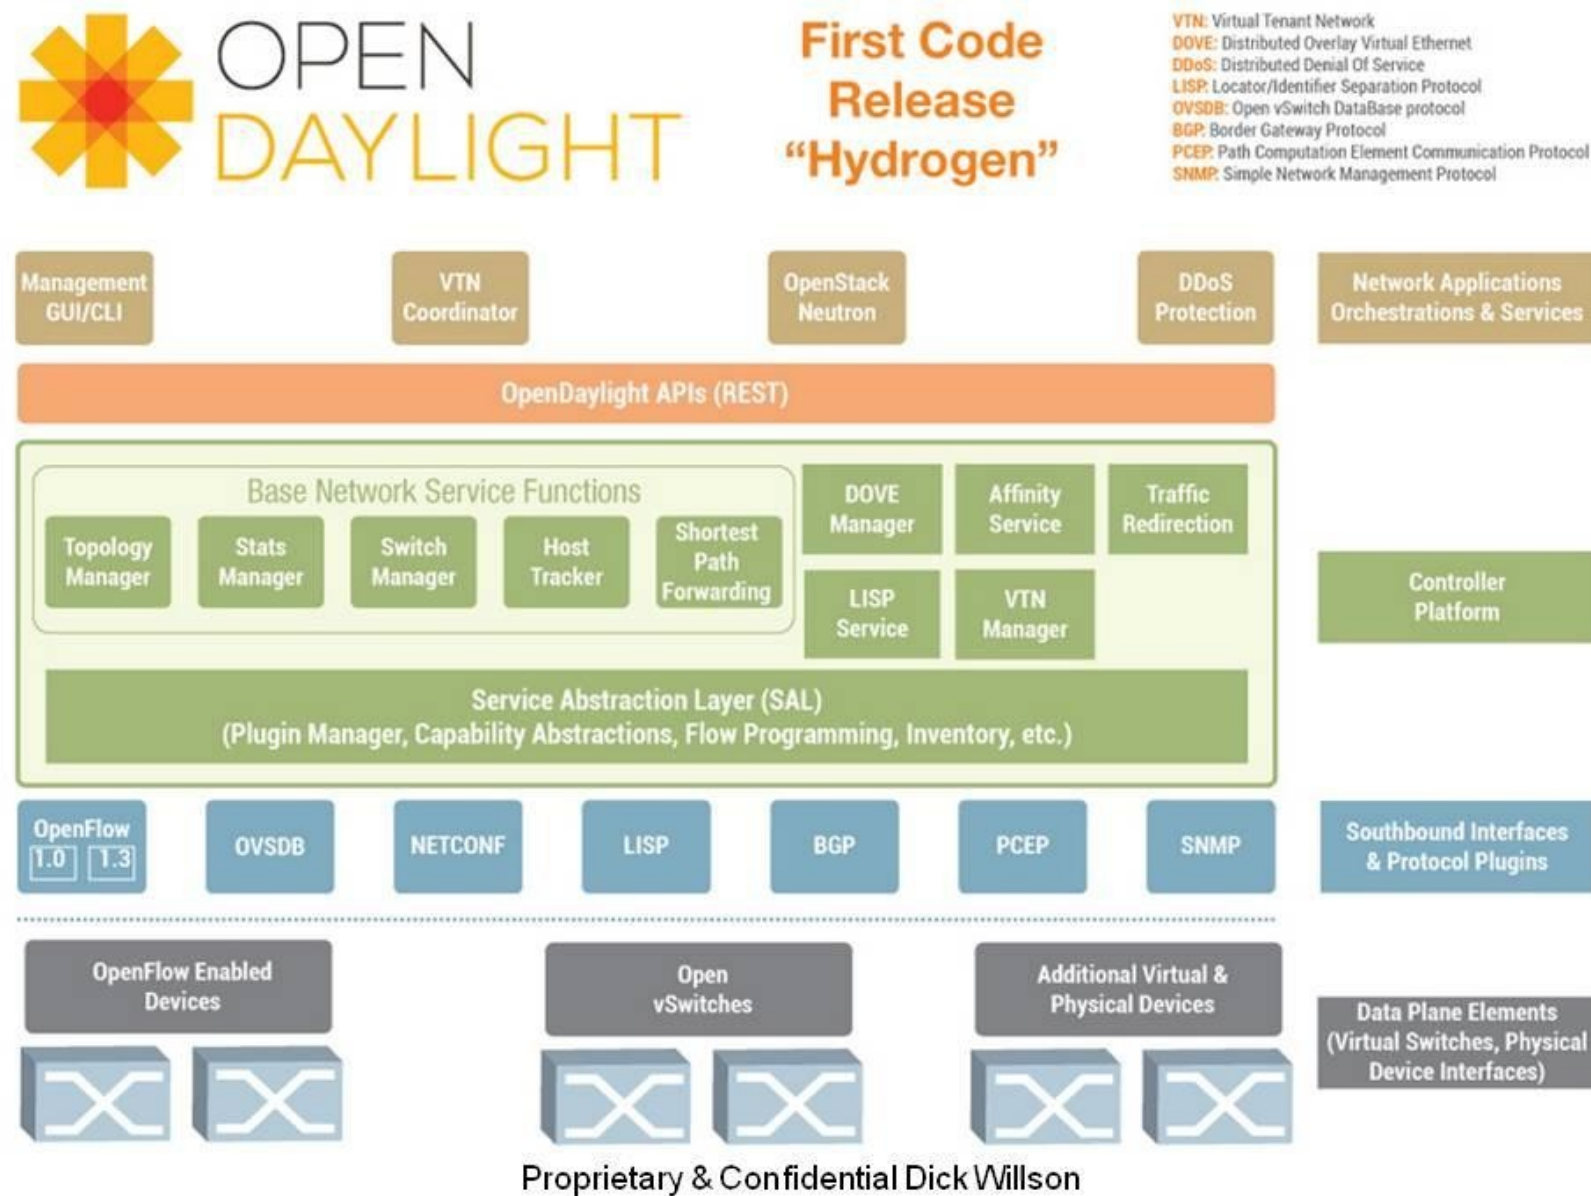 OPEN
DAYLIGHT
First Code
Release
“Hydrogen”
VTN: Virtual Tenant Network
DOVE: Distributed Overlay Virtual Ethernet
DDoS: Distributed Denial Of Service
LISP: Locator/Identifier Separation Protocol
OVSDB: Open vSwitch DataBase protocol
BGP: Border Gateway Protocol
PCEP: Path Computation Element Communication Protocol
SNMP: Simple Network Management Protocol
Management
GUI/CLI
VTN
Coordinator
OpenStack
Neutron
DDoS
Protection
Network Applications
Orchestrations & Services
OpenDaylight APIs (REST)
Base Network Service Functions
Topology
Manager
Stats
Manager
Switch
Manager
Host
Tracker
Shortest
Path
Forwarding
DOVE
Manager
Affinity
Service
Traffic
Redirection
LISP
Service
VTN
Manager
Controller
Platform
Service Abstraction Layer (SAL)
(Plugin Manager, Capability Abstractions, Flow Programming, Inventory, etc.)
OpenFlow
1.0 1.3
OVSDB
NETCONF
LISP
BGP
PCEP
SNMP
Southbound Interfaces
& Protocol Plugins
OpenFlow Enabled
Devices
Open
vSwitches
Additional Virtual &
Physical Devices
Data Plane Elements
(Virtual Switches, Physical
Device Interfaces)
Proprietary & Confidential Dick Willson